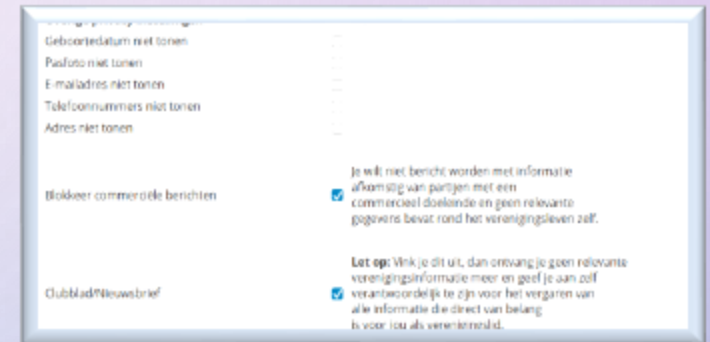 Overige privacy instellingen
Geboortedatum niet tonen
Pasfoto niet tonen
E-mailadres niet tonen
Telefoonnummers niet tonen
Adres niet tonen
Blokkeer commerciële berichten
Je wilt niet bericht worden met informatie
afkomstig van partijen met een
commercieel doeleinde en geen relevante
gegevens bevat rond het verenigingsleven zelf.
Clubblad/Nieuwsbrief
Let op: Vink je dit uit, dan ontvang je geen relevante
verenigingsinformatie meer en geef je aan zelf
verantwoordelijk te zijn voor het vergaren van
alle informatie die direct van belang
is voor jou als verenigingslid.